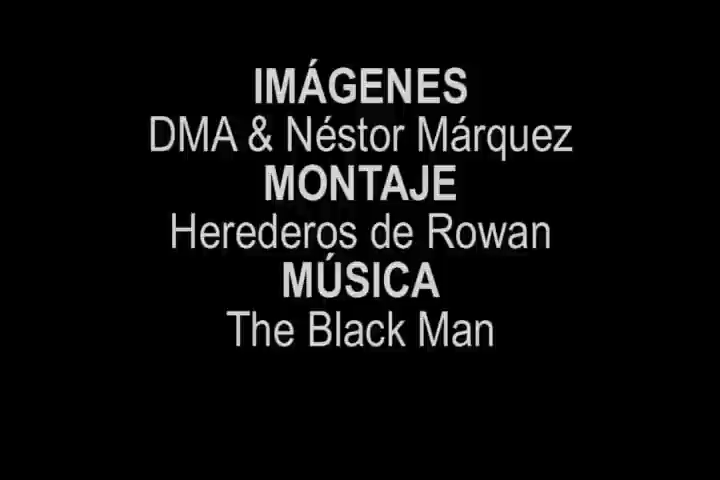 IMÁGENES
DMA & Néstor Márquez
MONTAJE
Herederos de Rowan
MÚSICA
The Black Man